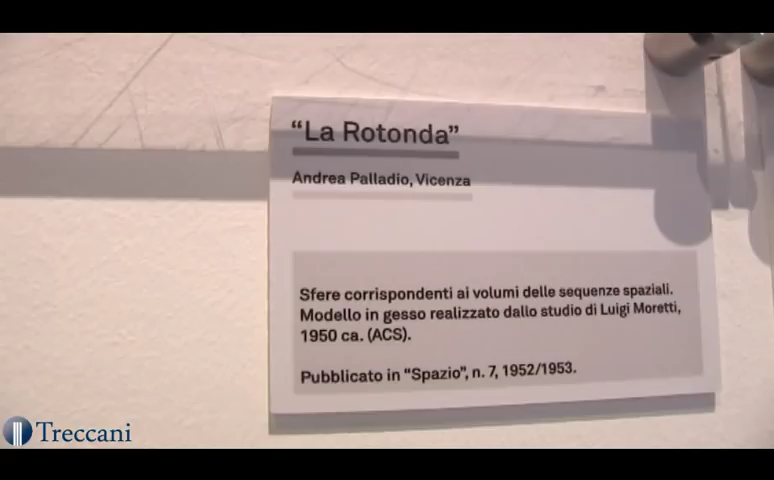 “La Rotonda”
Andrea Palladio, Vicenza
Sfere corrispondenti ai volumi delle sequenze spaziali.
Modello in gesso realizzato dallo studio di Luigi Moretti,
1950 ca. (ACS).
Pubblicato in “Spazio”, n. 7, 1952/1953.
Treccani